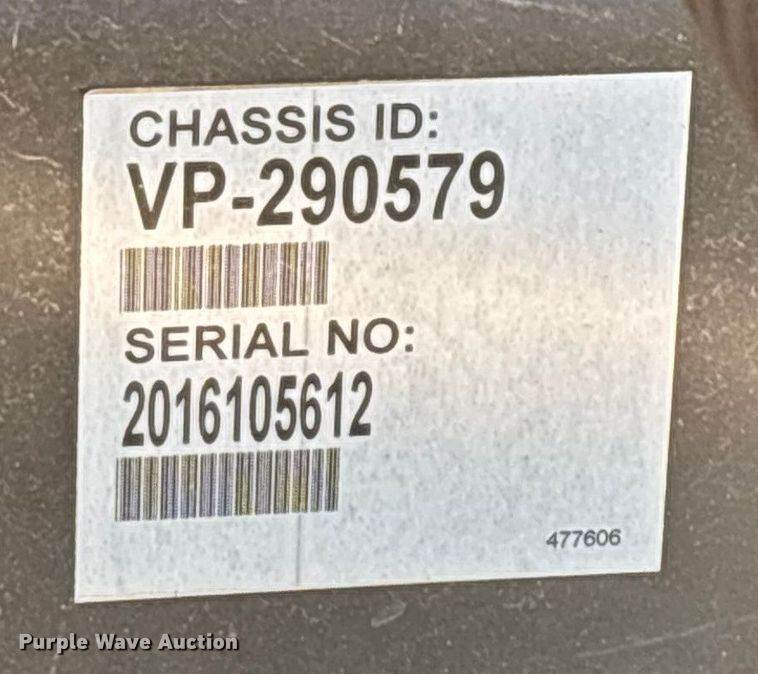 CHASSIS ID:
VP-290579
SERIAL NO:
2016105612
477606
Purple Wave Auction